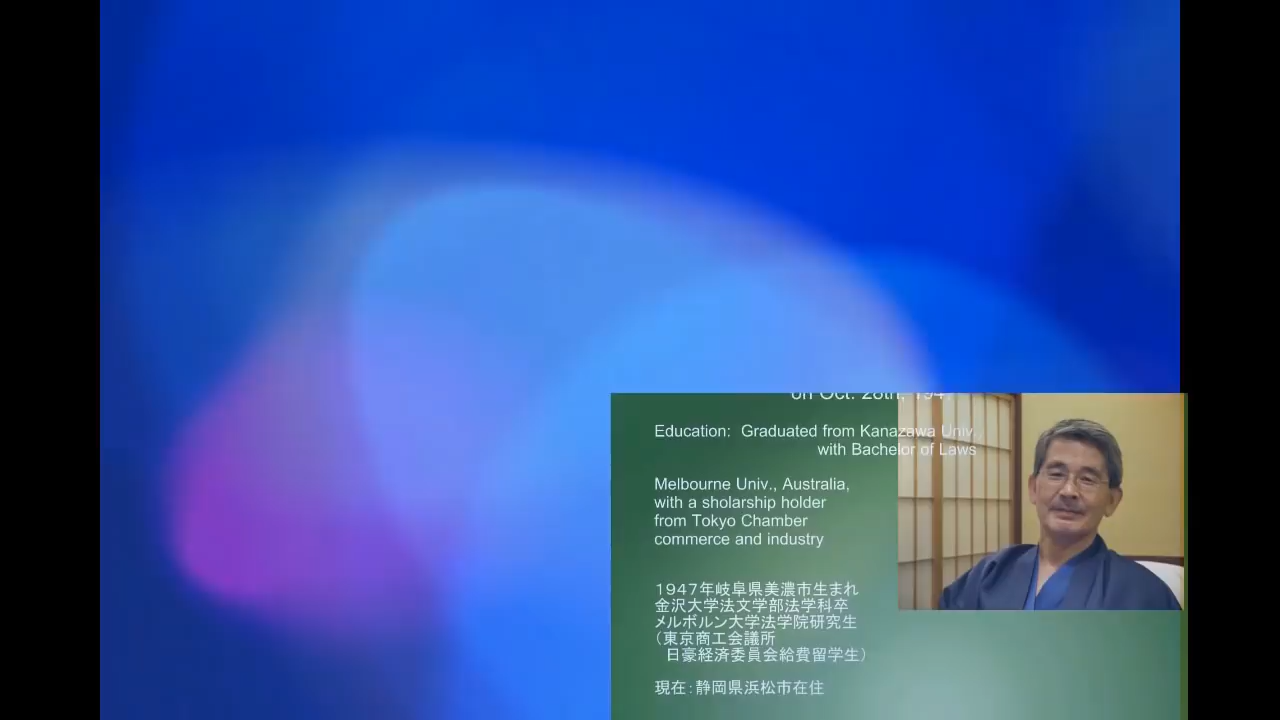 on Oct. 28th, 194
Education: Graduated from Kanazawa Univ.,
with Bachelor of Laws
Melbourne Univ., Australia,
with a sholarship holder
from Tokyo Chamber
commerce and industry
1947年岐阜県美濃市生まれ
金沢大学法文学部法学科卒
メルボルン大学法学院研究生
(東京商工会議所
日豪経済委員会給費留学生)
現在:静岡県浜松市在住